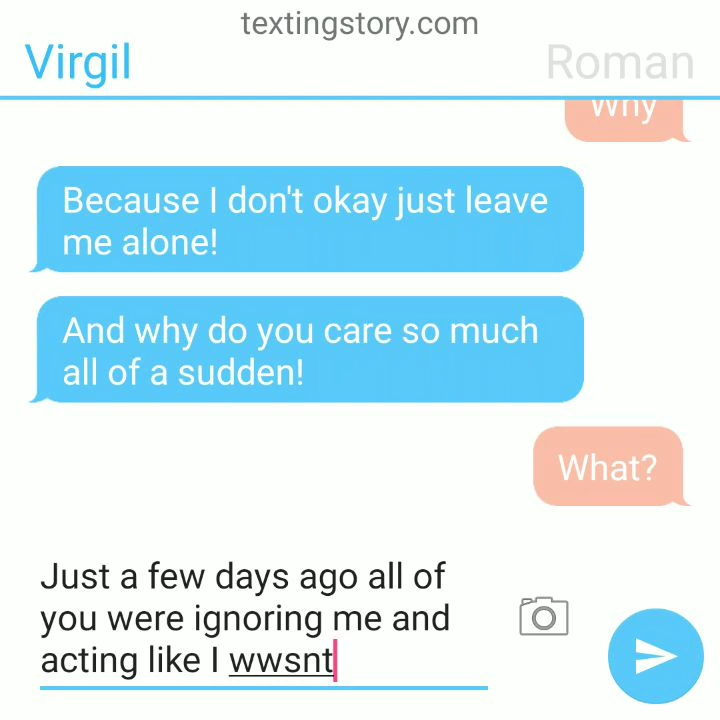 textingstory.com
Virgil
Roman
Why
Because I don't okay just leave
me alone!
And why do you care so much
all of a sudden!
What?
Just a few days ago all of
you were ignoring me and
acting like I wwsnt